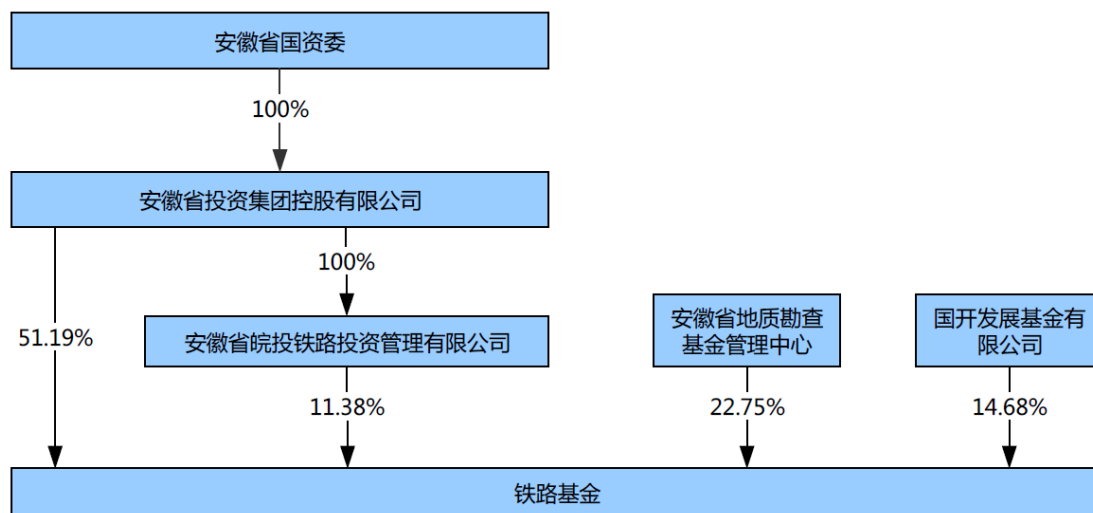 安徽省国资委
100%
安徽省投资集团控股有限公司
100%
51.19%
安徽省皖投铁路投资管理有限公司
安徽省地质勘查
基金管理中心
国开发展基金有
限公司
11.38%
22.75%
14.68%
铁路基金